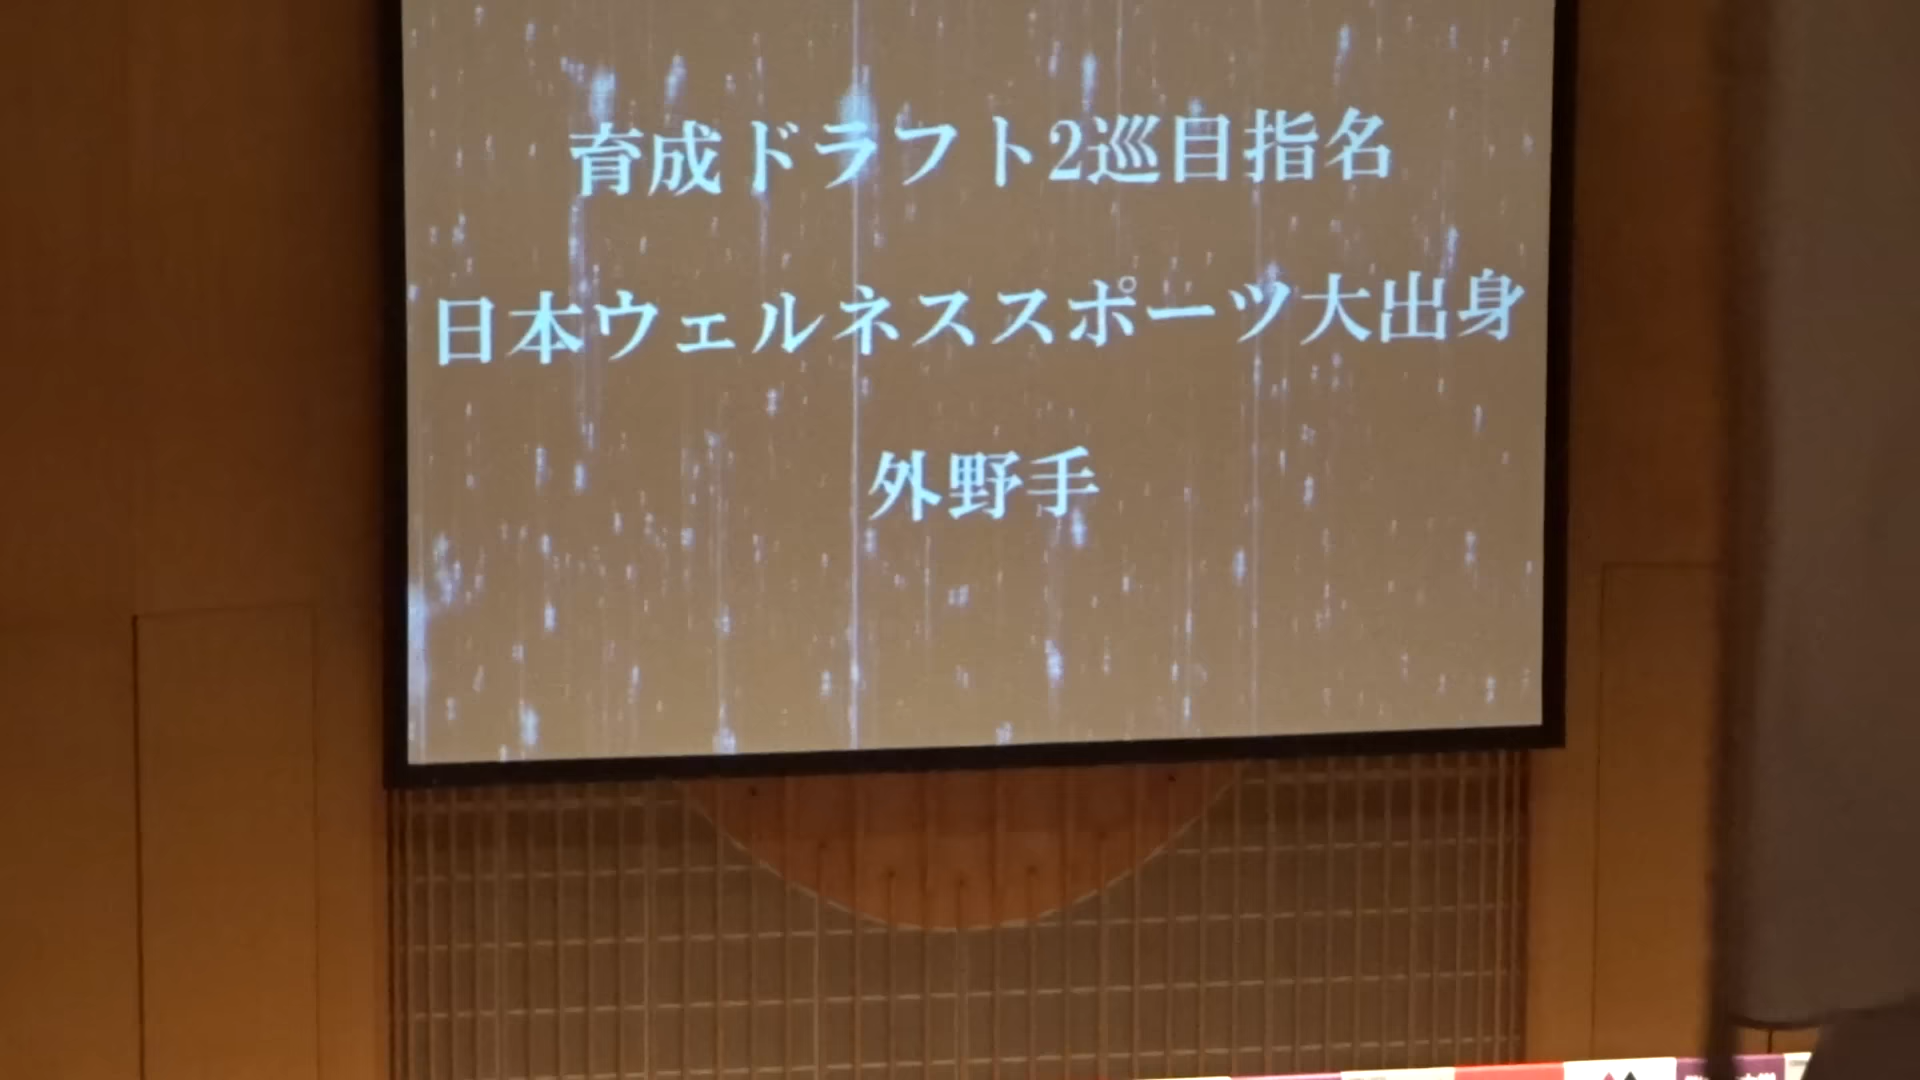 育成ドラフト2巡目指名
日本ウェルネススポーツ大出身
外野手